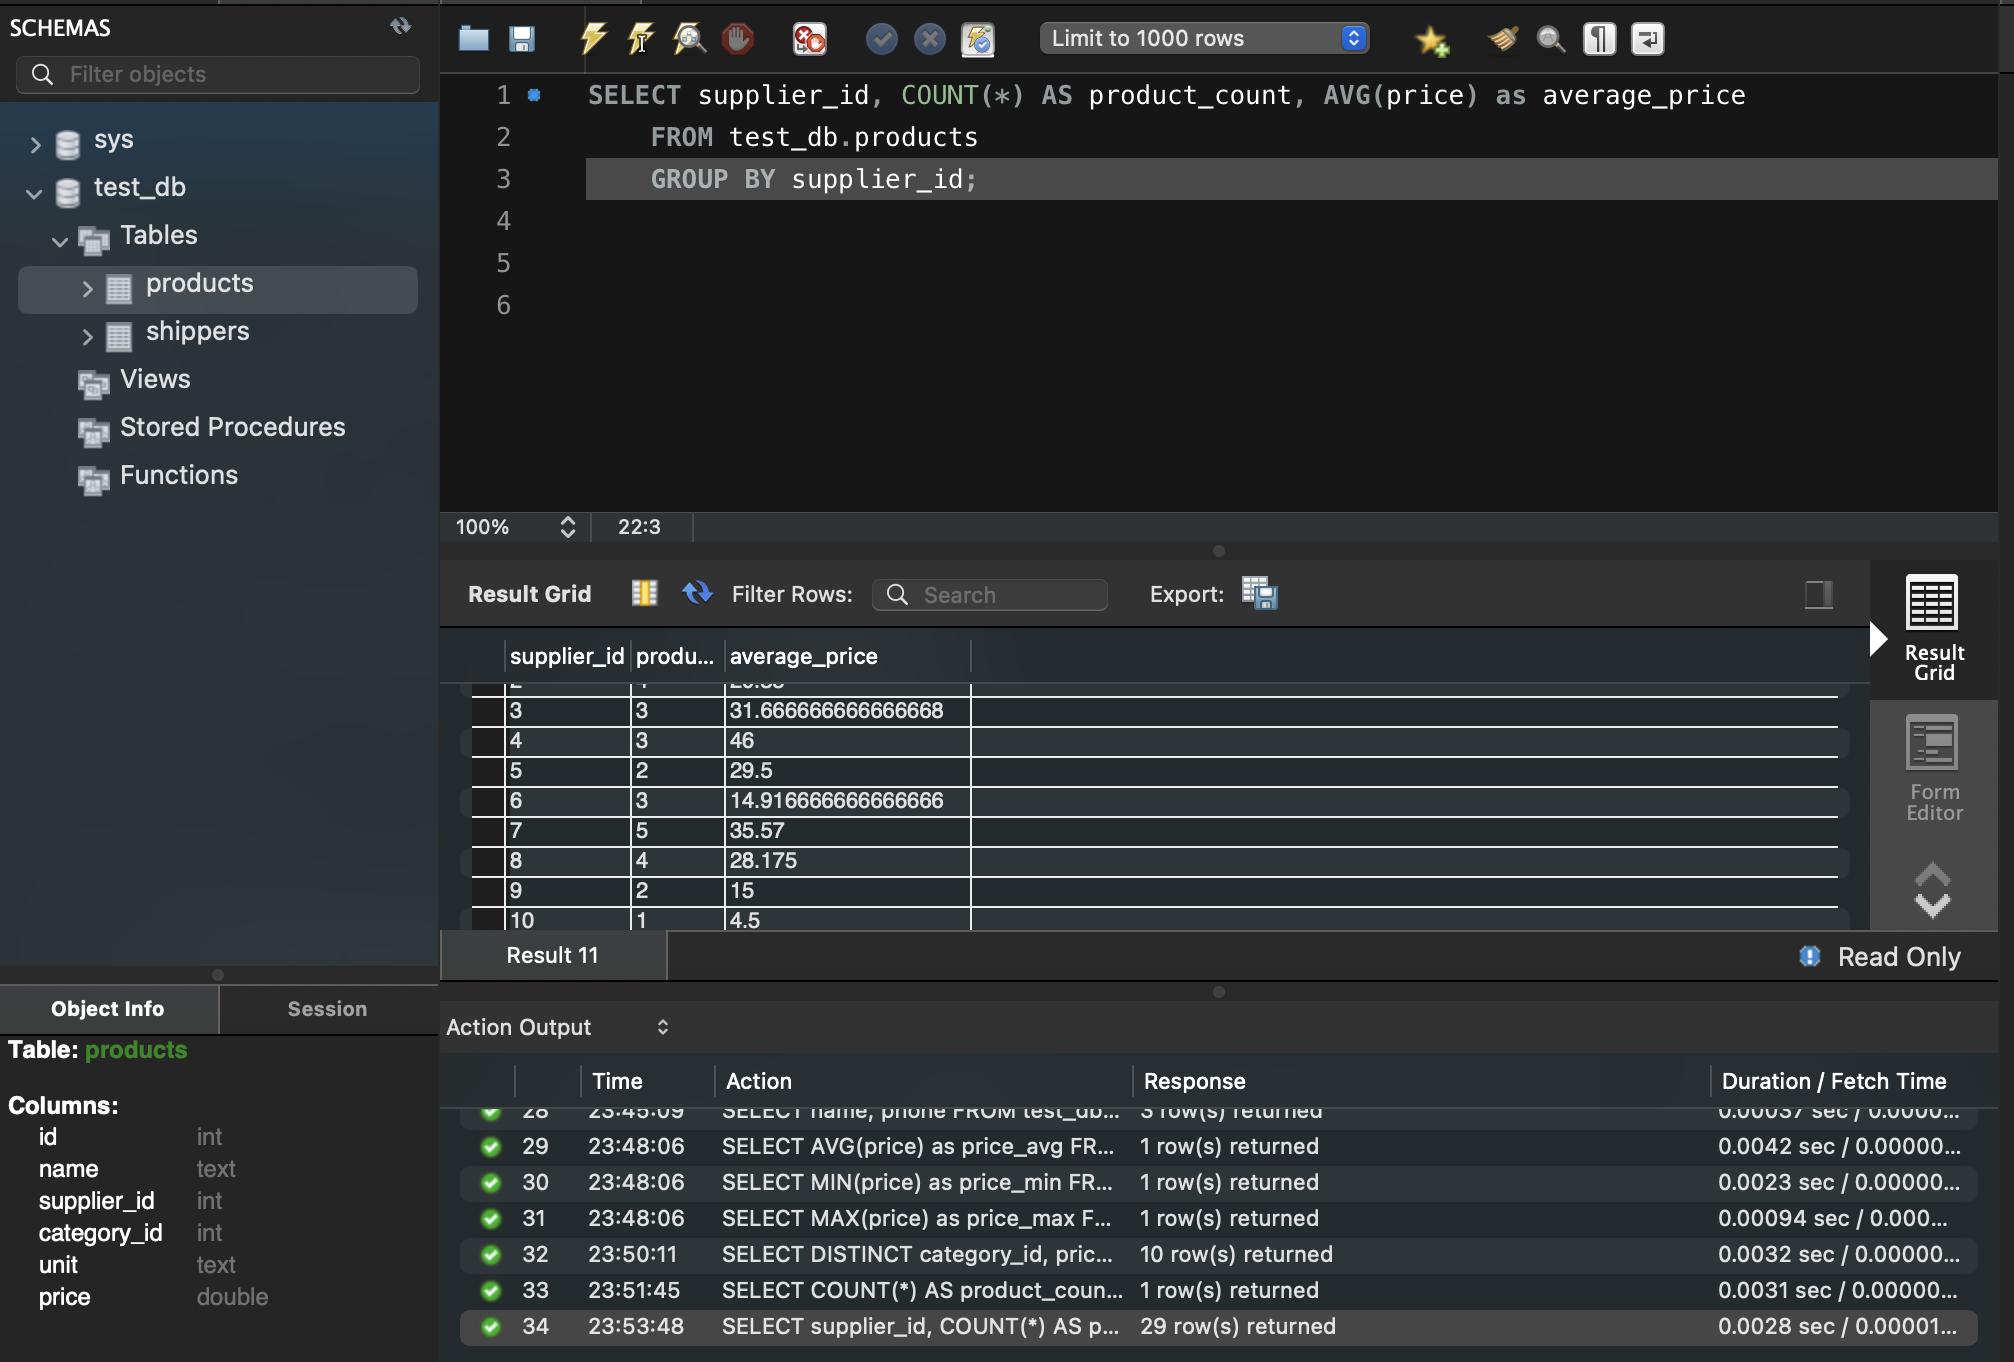 SCHEMAS
Filter objects
sys
test_db
Tables
products
shippers
Views
Stored Procedures
Functions
Object Info
Session
Table: products
Columns:
id int
name text
supplier_id int
category_id int
unit text
price double
Limit to 1000 rows
1 SELECT supplier_id, COUNT(*) AS product_count, AVG(price) as average_price
2 FROM test_db.products
3 GROUP BY supplier_id;
4
5
6
100% 22:3
Result Grid Filter Rows: Search Export:
supplier_id produ... average_price
3 3 31.666666666666668
4 3 46
5 2 29.5
6 3 14.916666666666666
7 5 35.57
8 4 28.175
9 2 15
10 1 4.5
Result Grid
Form Editor
Result 11
Read Only
Action Output
Time Action Response Duration / Fetch Time
28 23:45:09 SELECT name, phone FROM test_db... 3 row(s) returned 0.00037 sec / 0.0000...
29 23:48:06 SELECT AVG(price) as price_avg FR... 1 row(s) returned 0.0042 sec / 0.00000...
30 23:48:06 SELECT MIN(price) as price_min FR... 1 row(s) returned 0.0023 sec / 0.00000...
31 23:48:06 SELECT MAX(price) as price_max F... 1 row(s) returned 0.00094 sec / 0.000...
32 23:50:11 SELECT DISTINCT category_id, pric... 10 row(s) returned 0.0032 sec / 0.00000...
33 23:51:45 SELECT COUNT(*) AS product_coun... 1 row(s) returned 0.0031 sec / 0.00000...
34 23:53:48 SELECT supplier_id, COUNT(*) AS p... 29 row(s) returned 0.0028 sec / 0.00001...